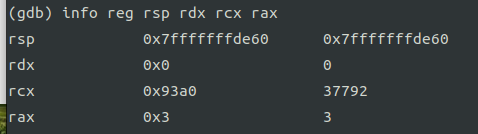 (gdb) info reg rsp rdx rcx rax
rsp 0x7fffffffde60 0x7fffffffde60
rdx 0x0 0
rcx 0x93a0 37792
rax 0x3 3